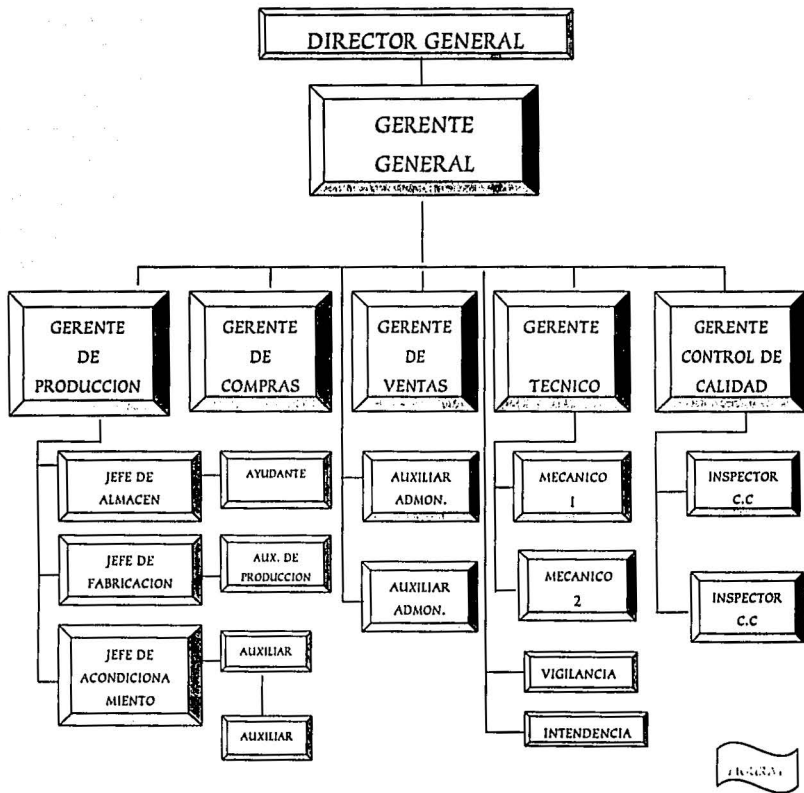 DIRECTOR GENERAL
GERENTE
GENERAL
GERENTE
DE
PRODUCCION
GERENTE
DE
COMPRAS
GERENTE
DE
VENTAS
GERENTE
TECNICO
GERENTE
CONTROL DE
CALIDAD
JEFE DE
ALMACEN
AYUDANTE
AUXILIAR
ADMON.
MECANICO
1
INSPECTOR
C.C
JEFE DE
FABRICACION
AUX. DE
PRODUCCION
AUXILIAR
ADMON.
MECANICO
2
INSPECTOR
C.C
JEFE DE
ACONDICIONA
MIENTO
AUXILIAR
AUXILIAR
VIGILANCIA
INTENDENCIA